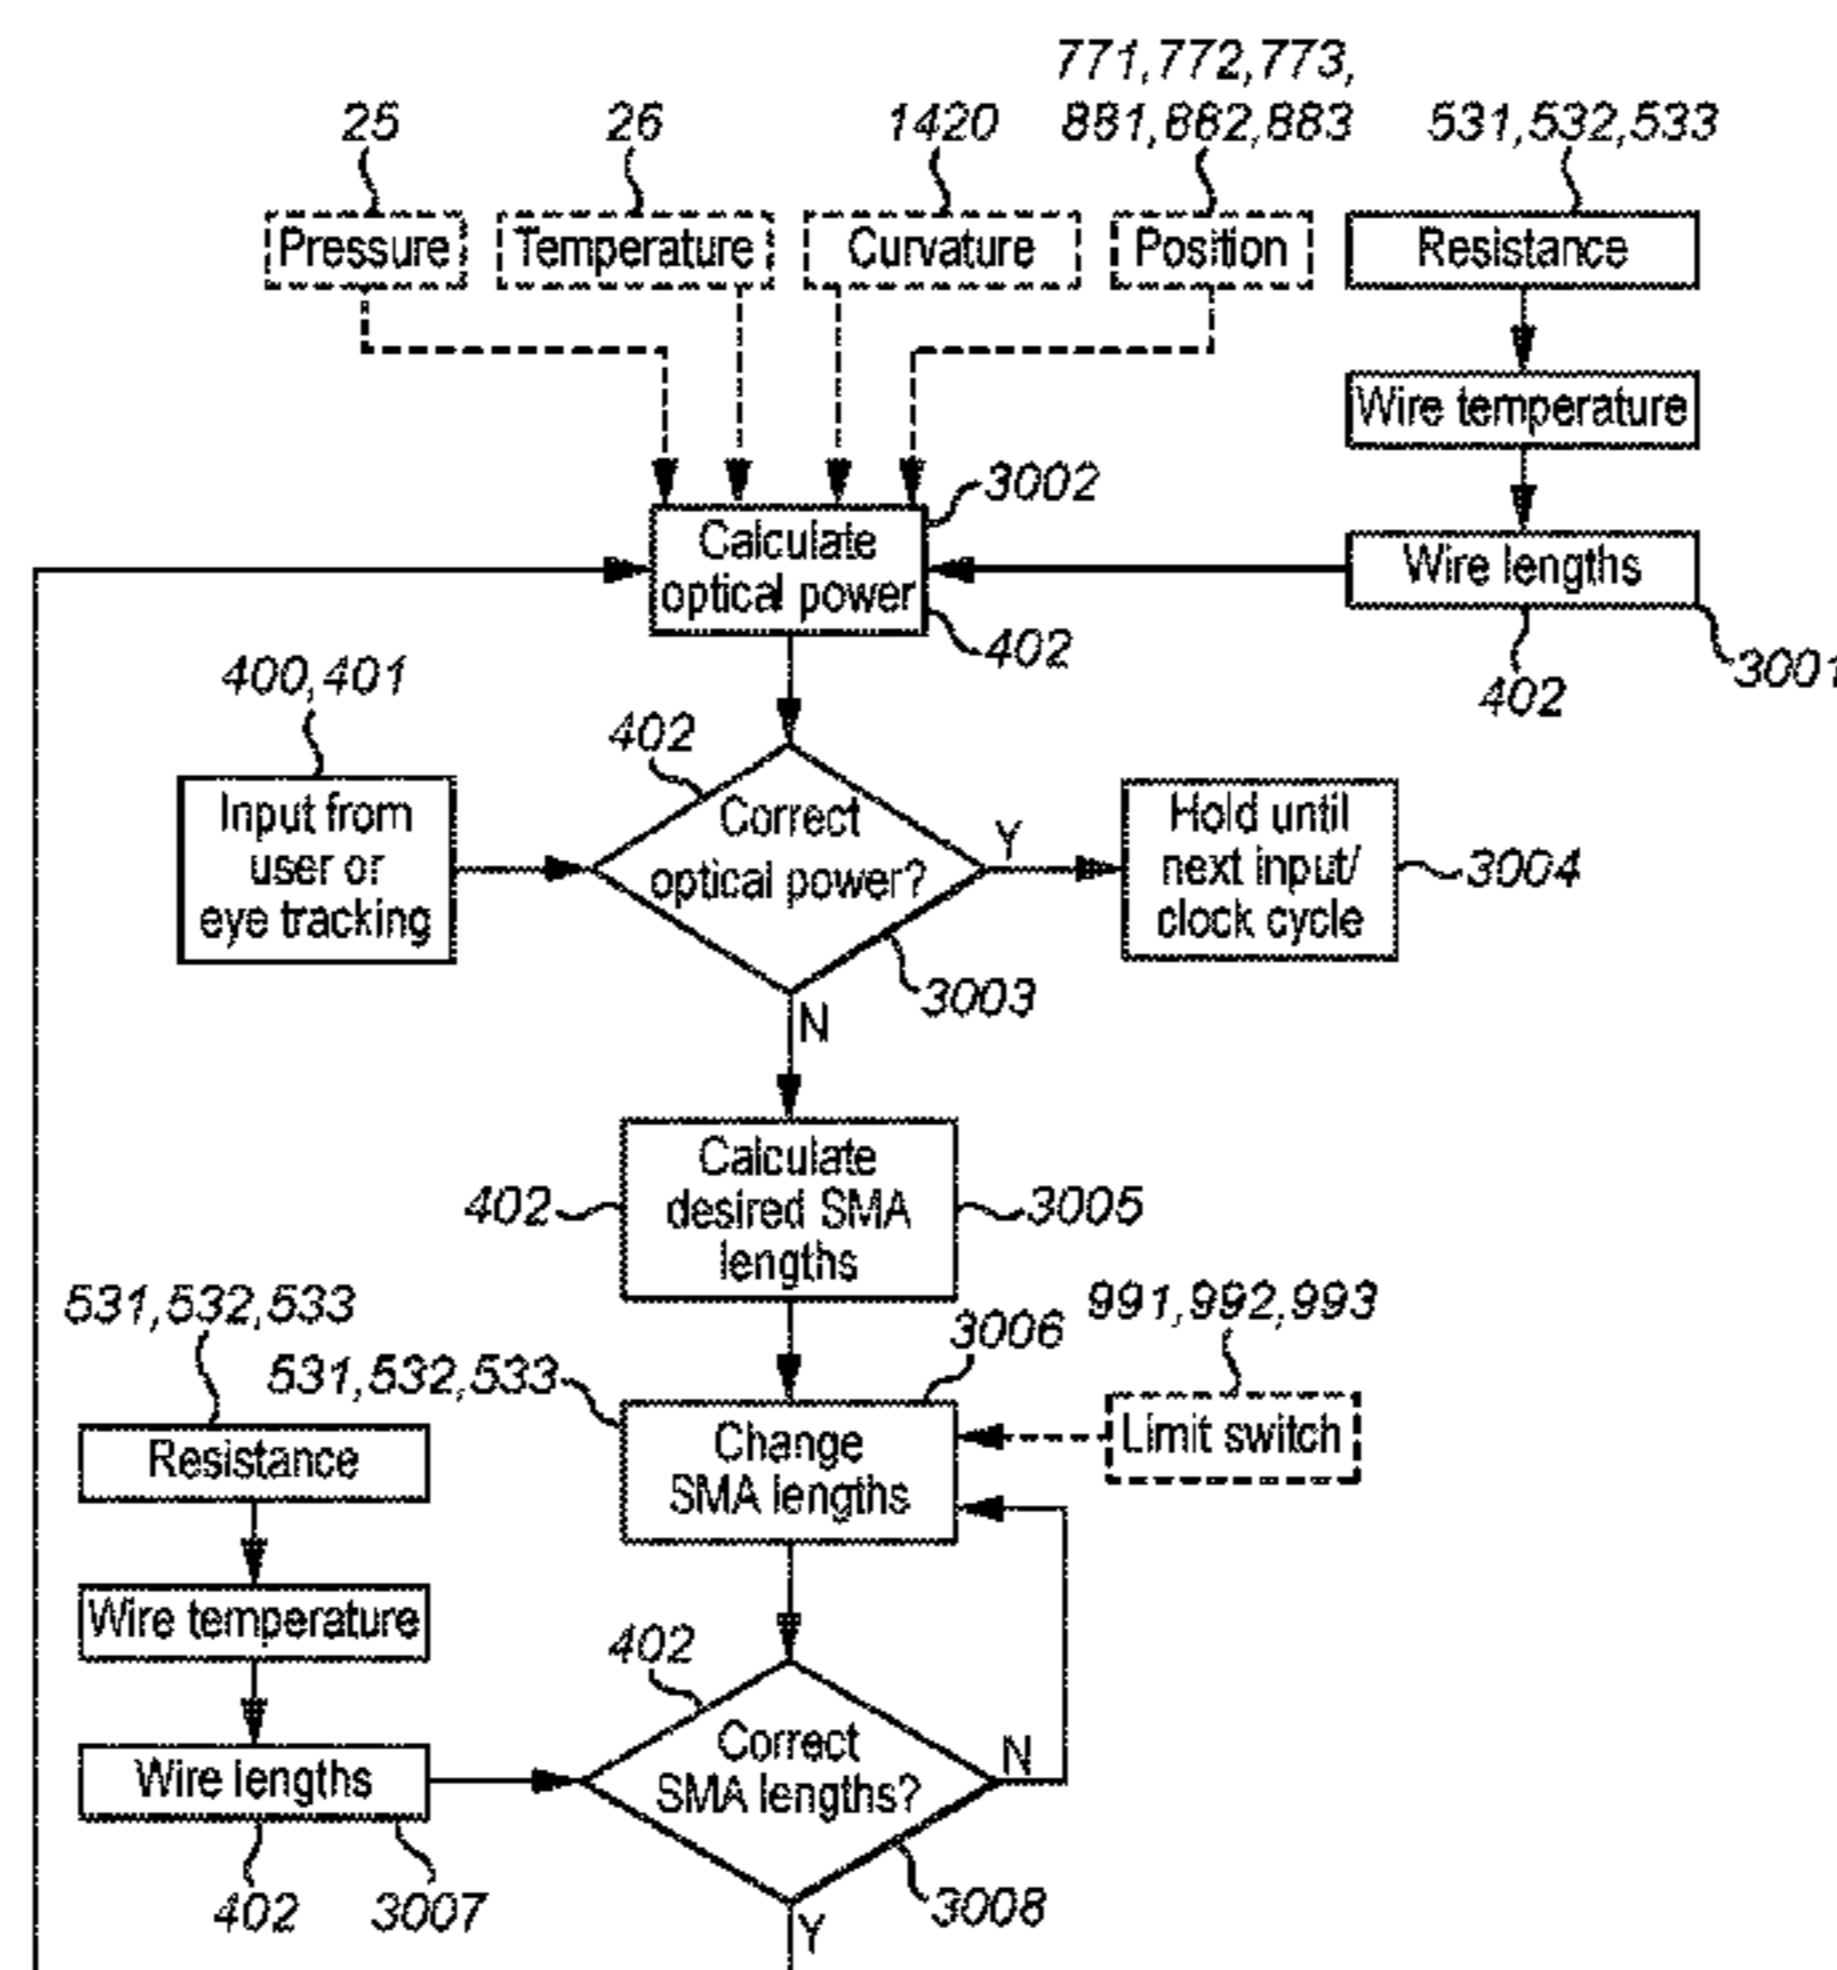 771,772,773,
25
26
1420
881,882,883
531,532,533
Pressure
Temperature
Curvature
Position
Resistance
Wire temperature
3002
Calculate
optical power
Wire lengths
402
3001
402
400,401
402
Input from
user or
eye tracking
Correct
optical power?
Y
Hold until
next input/
clock cycle
3004
3003
N
Calculate
desired SMA
lengths
402
3005
531,532,533
991,992,993
3006
531,532,533
Change
SMA lengths
Limit switch
Resistance
Wire temperature
402
Wire lengths
Correct
SMA lengths?
N
402
3007
3008
Y